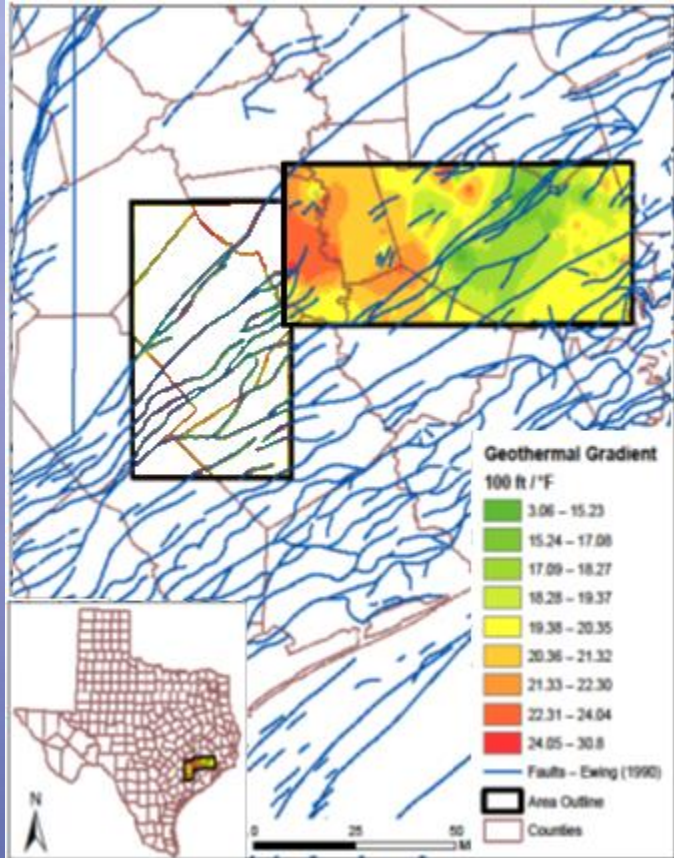 Geothermal Gradient
100 ft / °F
3.06 – 15.23
15.24 – 17.08
17.09 – 18.27
18.28 – 19.37
19.38 – 20.35
20.36 – 21.32
21.33 – 22.30
22.31 – 24.04
24.05 – 30.8
Faults – Ewing (1990)
Area Outline
Counties
N
0 25 50